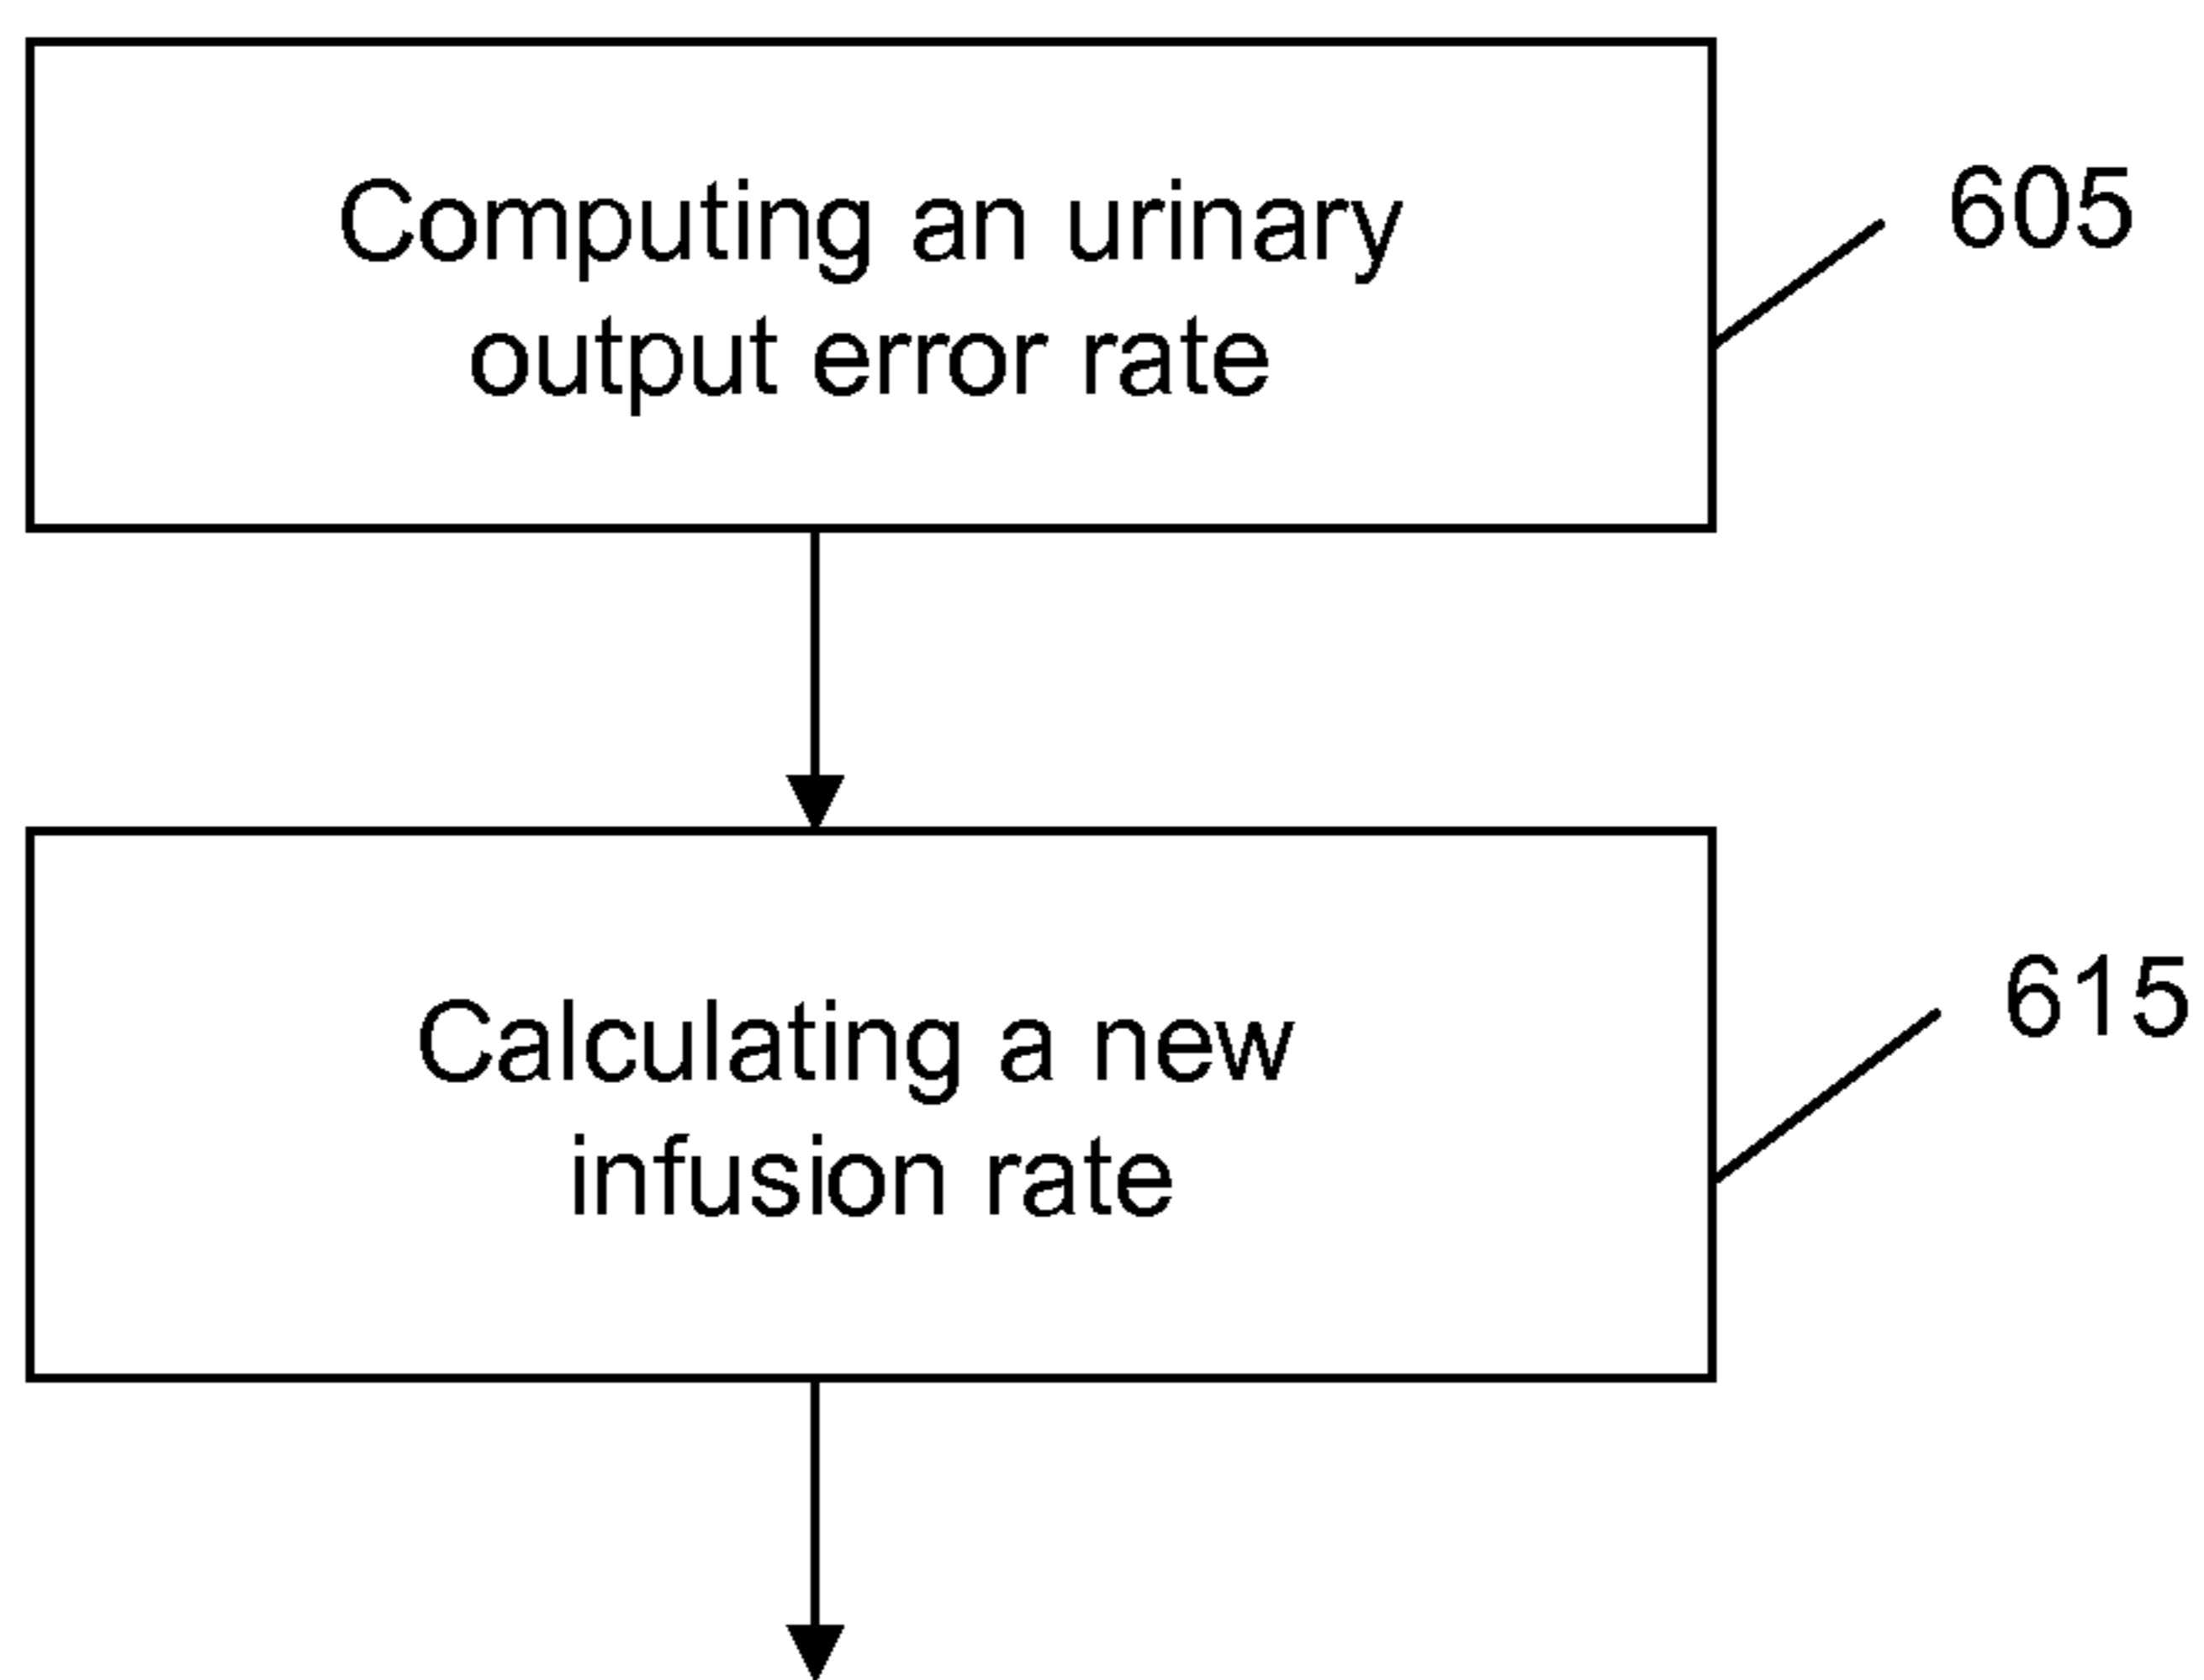 Computing an urinary
output error rate
605
Calculating a new
infusion rate
615